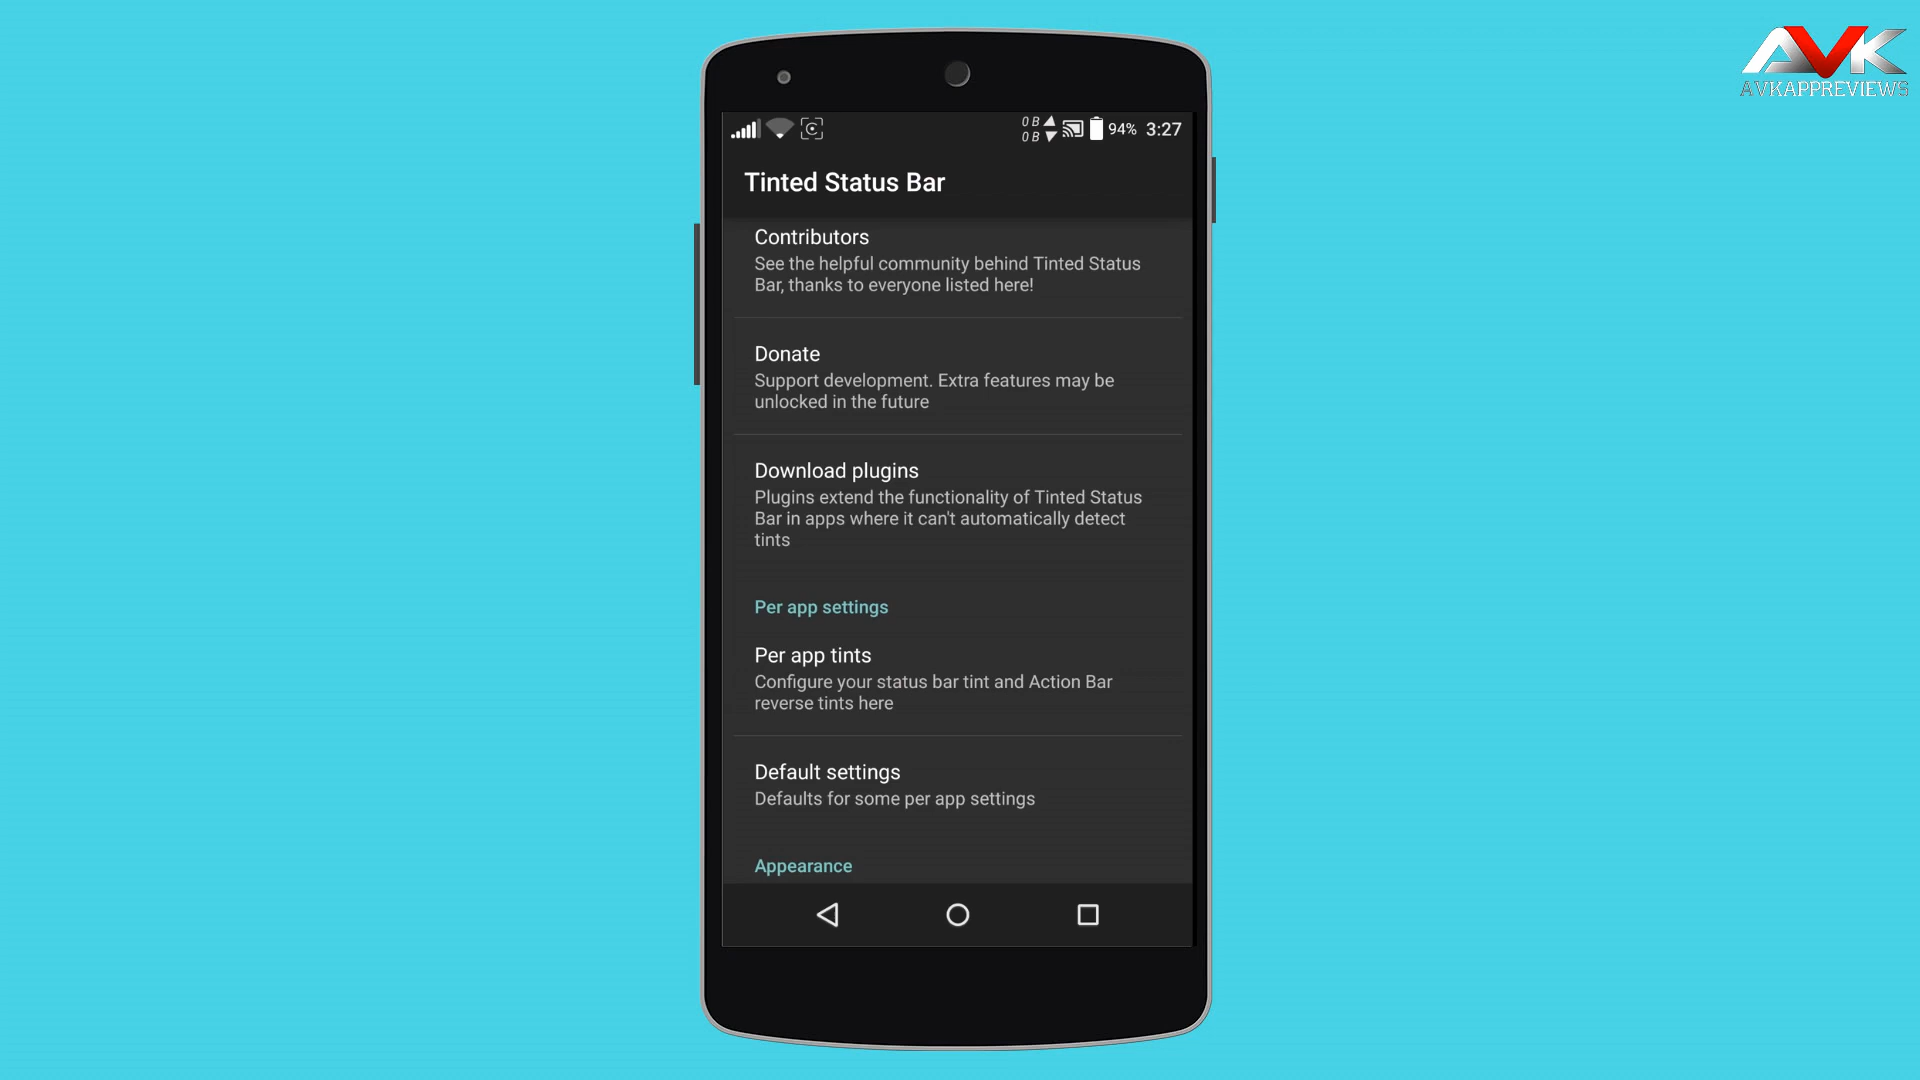 AVK
AVKAPPREVIEWS
0 B
0 B
94% 3:27
Tinted Status Bar
Contributors
See the helpful community behind Tinted Status
Bar, thanks to everyone listed here!
Donate
Support development. Extra features may be
unlocked in the future
Download plugins
Plugins extend the functionality of Tinted Status
Bar in apps where it can't automatically detect
tints
Per app settings
Per app tints
Configure your status bar tint and Action Bar
reverse tints here
Default settings
Defaults for some per app settings
Appearance